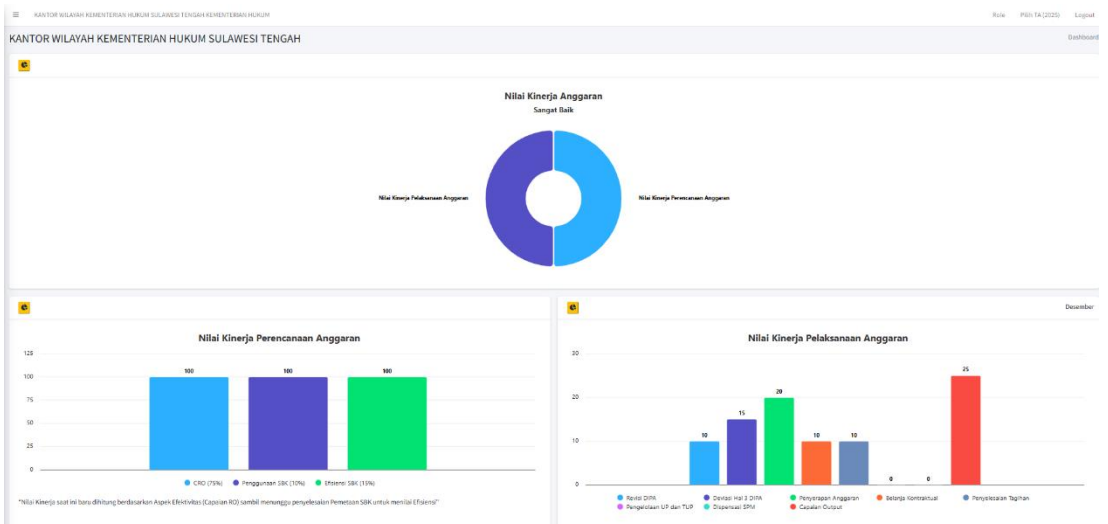 KANTOR WILAYAH KEMENTERIAN HUKUM SULAWESI TENGAH KEMENTERIAN HUKUM
Role Pilih TA (2025) Logout
KANTOR WILAYAH KEMENTERIAN HUKUM SULAWESI TENGAH
Dashboard
Nilai Kinerja Anggaran
Sangat Baik
Nilai Kinerja Pelaksanaan Anggaran
Nilai Kinerja Perencanaan Anggaran
Nilai Kinerja Perencanaan Anggaran
125
100
75
50
25
0
100 100 100
CRO (75%) Penggunaan SBK (10%) Efisiensi SBK (15%)
"Nilai Kinerja saat ini baru dihitung berdasarkan Aspek Efektivitas (Capaian RO) sambil menunggu penyelesaian Pemetaan SBK untuk menilai Efisiensi"
Desember
Nilai Kinerja Pelaksanaan Anggaran
30
20
10
0
10 15 20 10 10 0 0 25
Revisi DIPA Deviasi Hal 3 DIPA Penyerapan Anggaran Belanja Kontraktual Penyelesaian Tagihan
Pengelolaan UP dan TUP Dispensasi SPM Capaian Output